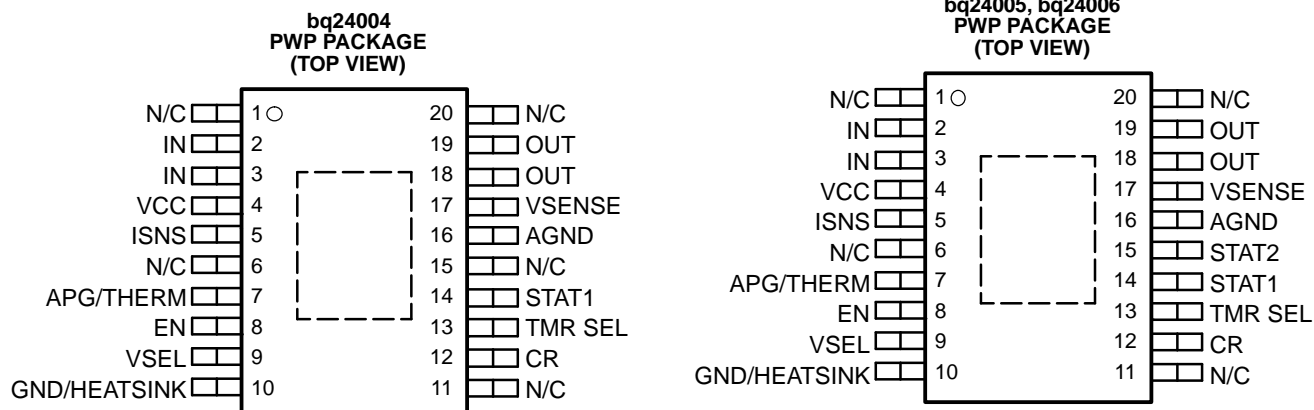 bq24004
PWP PACKAGE
(TOP VIEW)
N/C 1 20 N/C
IN 2 19 OUT
IN 3 18 OUT
VCC 4 17 VSENSE
ISNS 5 16 AGND
N/C 6 15 N/C
APG/THERM 7 14 STAT1
EN 8 13 TMR SEL
VSEL 9 12 CR
GND/HEATSINK 10 11 N/C
bq24005, bq24006
PWP PACKAGE
(TOP VIEW)
N/C 1 20 N/C
IN 2 19 OUT
IN 3 18 OUT
VCC 4 17 VSENSE
ISNS 5 16 AGND
N/C 6 15 STAT2
APG/THERM 7 14 STAT1
EN 8 13 TMR SEL
VSEL 9 12 CR
GND/HEATSINK 10 11 N/C